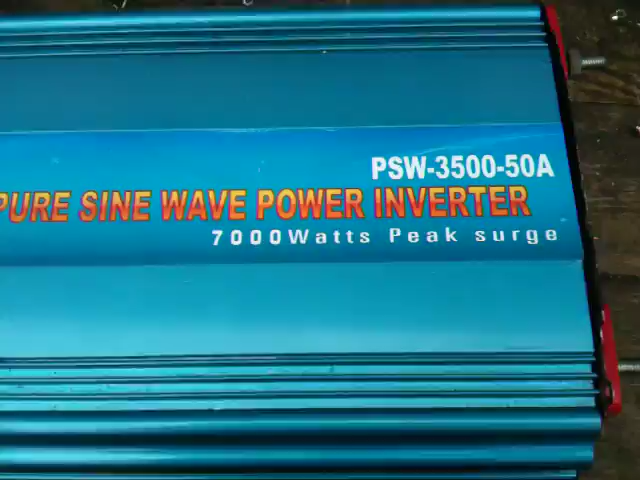 PSW-3500-50A
PURE SINE WAVE POWER INVERTER
7000Watts Peak surge